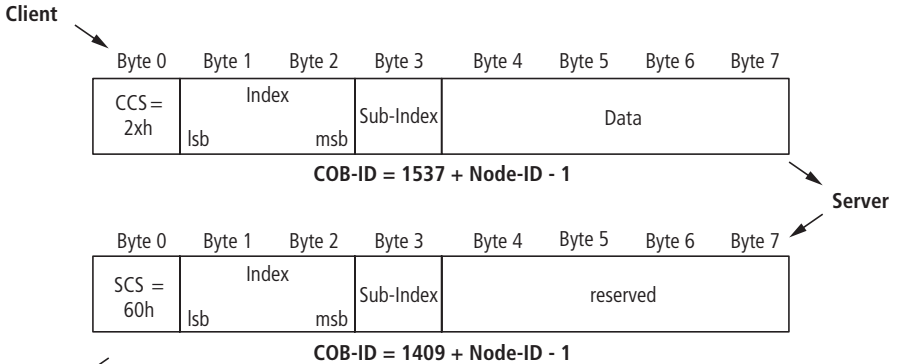 Client
Byte 0 Byte 1 Byte 2 Byte 3 Byte 4 Byte 5 Byte 6 Byte 7
CCS =
2xh
Index
lsb msb
Sub-Index
Data
COB-ID = 1537 + Node-ID - 1
Server
Byte 0 Byte 1 Byte 2 Byte 3 Byte 4 Byte 5 Byte 6 Byte 7
SCS =
60h
Index
lsb msb
Sub-Index
reserved
COB-ID = 1409 + Node-ID - 1